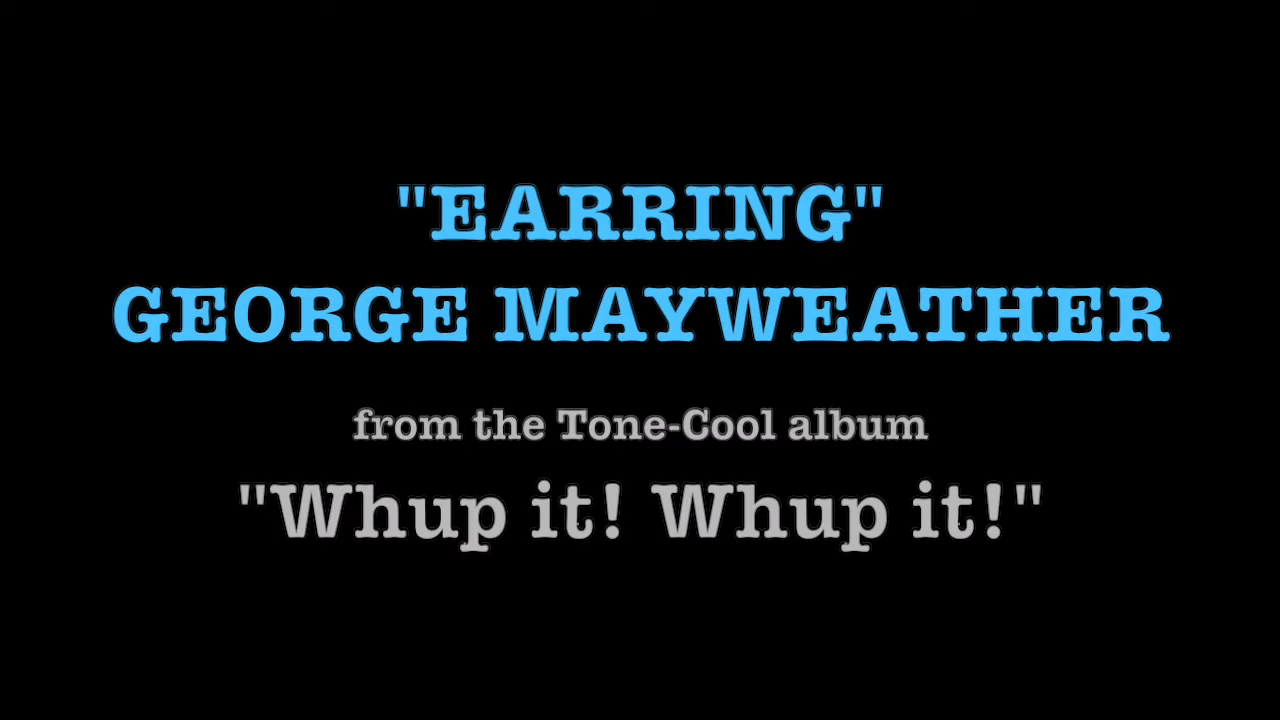 "EARRING"
GEORGE MAYWEATHER
from the Tone-Cool album
"Whup it! Whup it!"